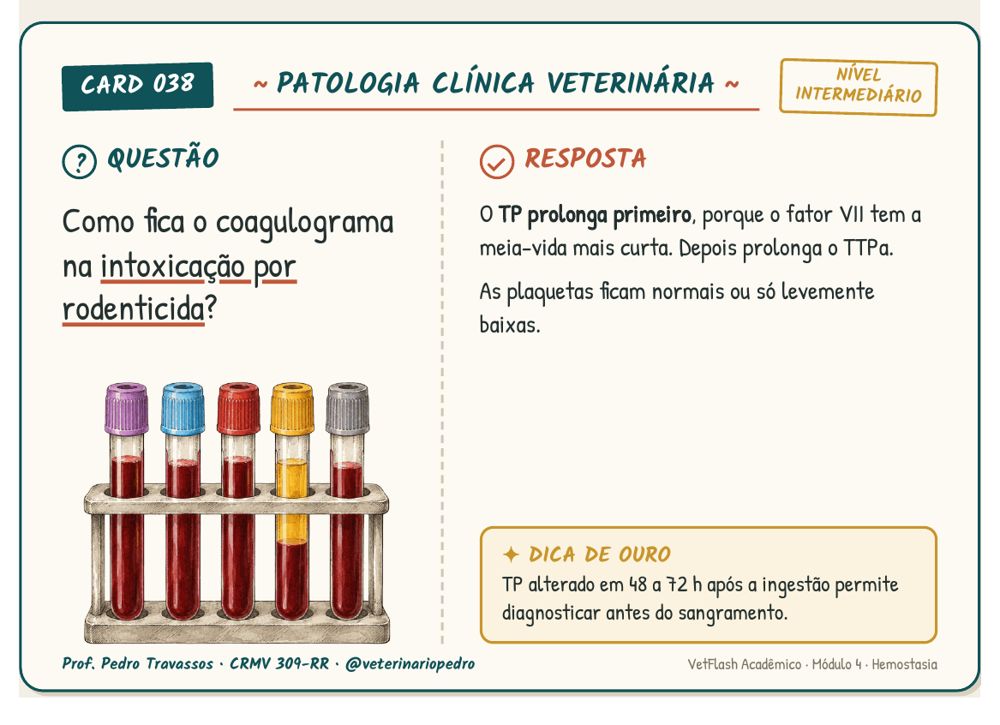 CARD 038
~ PATOLOGIA CLÍNICA VETERINÁRIA ~
NÍVEL
INTERMEDIÁRIO
? QUESTÃO
Como fica o coagulograma
na intoxicação por
rodenticida?
RESPOSTA
O TP prolonga primeiro, porque o fator VII tem a
meia-vida mais curta. Depois prolonga o TTPa.
As plaquetas ficam normais ou só levemente
baixas.
✦ DICA DE OURO
TP alterado em 48 a 72 h após a ingestão permite
diagnosticar antes do sangramento.
Prof. Pedro Travassos · CRMV 309-RR · @veterinariopedro
VetFlash Acadêmico · Módulo 4 · Hemostasia